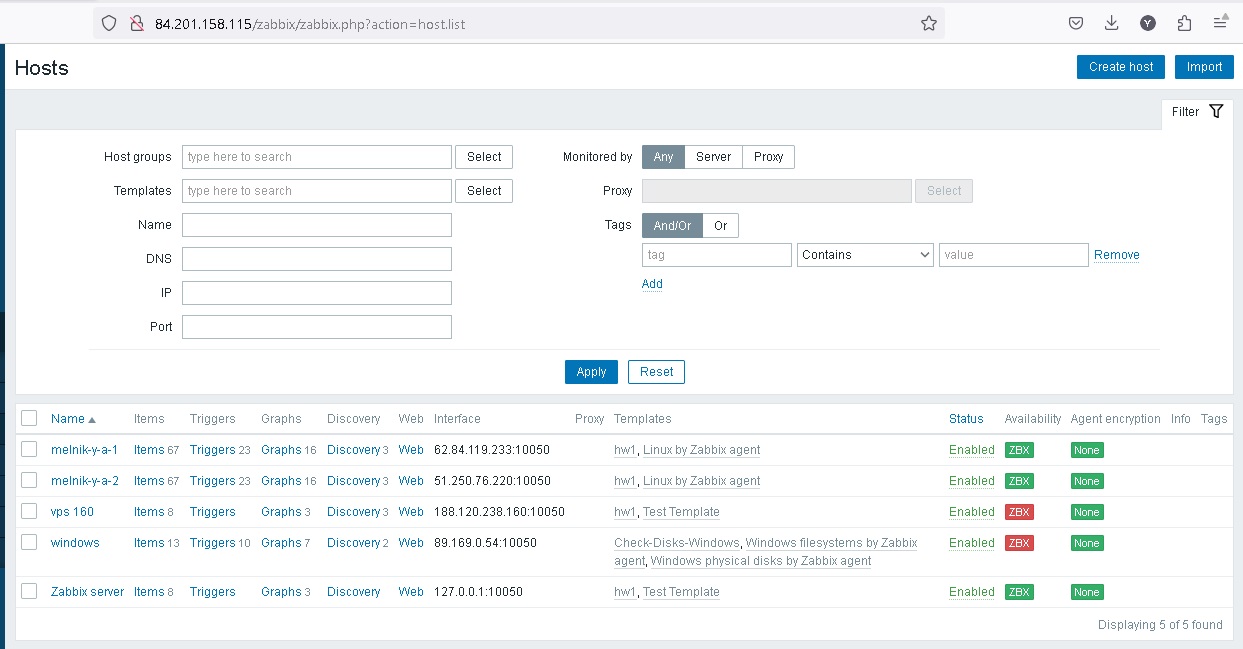 84.201.158.115/zabbix/zabbix.php?action=host.list
Y
Hosts
Create host Import
Filter
Host groups type here to search Select Monitored by Any Server Proxy
Templates type here to search Select Proxy Select
Name Tags And/Or Or
DNS tag Contains value Remove
Add
IP
Port
Apply Reset
Name Items Triggers Graphs Discovery Web Interface Proxy Templates Status Availability Agent encryption Info Tags
melnik-y-a-1 Items 67 Triggers 23 Graphs 16 Discovery 3 Web 62.84.119.233:10050 hw1, Linux by Zabbix agent Enabled ZBX None
melnik-y-a-2 Items 67 Triggers 23 Graphs 16 Discovery 3 Web 51.250.76.220:10050 hw1, Linux by Zabbix agent Enabled ZBX None
vps 160 Items 8 Triggers Graphs 3 Discovery 3 Web 188.120.238.160:10050 hw1, Test Template Enabled ZBX None
windows Items 13 Triggers 10 Graphs 7 Discovery 2 Web 89.169.0.54:10050 Check-Disks-Windows, Windows filesystems by Zabbix Enabled ZBX None
agent, Windows physical disks by Zabbix agent
Zabbix server Items 8 Triggers Graphs 3 Discovery Web 127.0.0.1:10050 hw1, Test Template Enabled ZBX None
Displaying 5 of 5 found